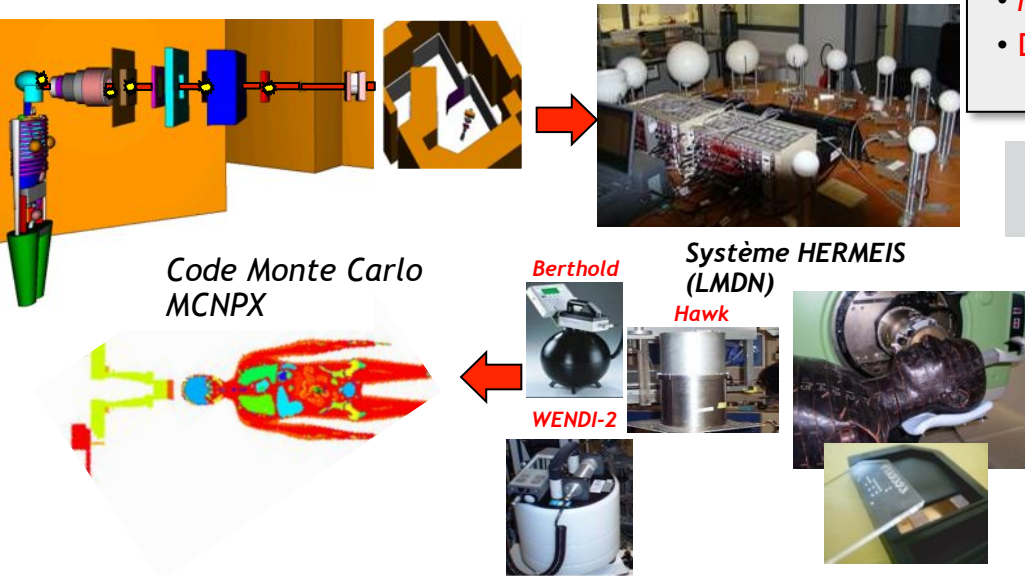 Système HERMEIS
(LMDN)
Code Monte Carlo
MCNPX
Berthold
Hawk
WENDI-2